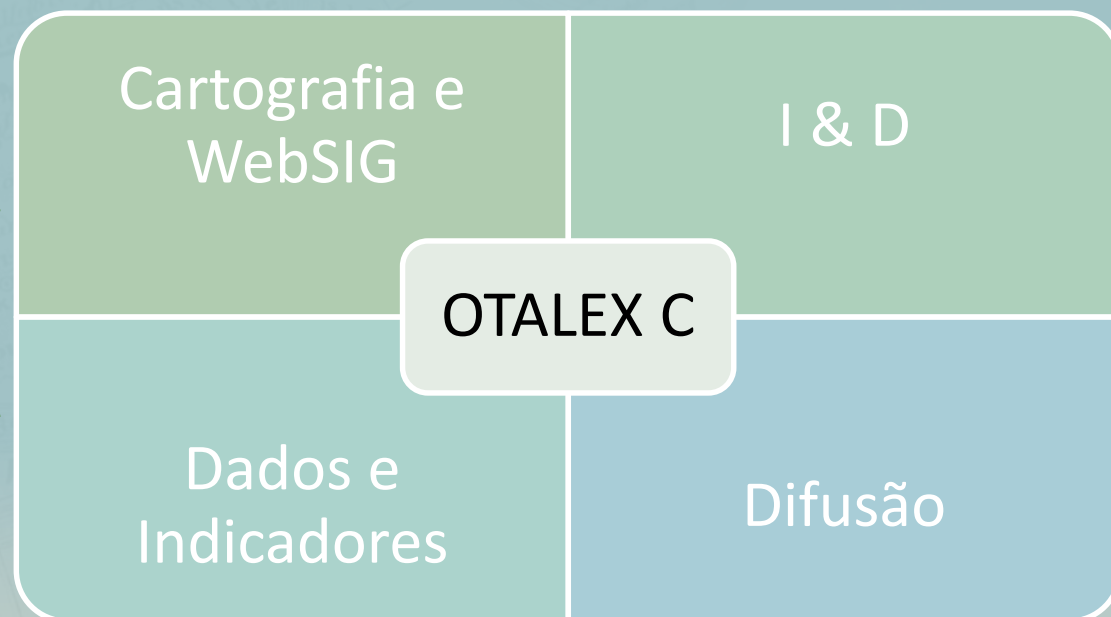 Cartografia e
WebSIG
I & D
OTALEX C
Dados e
Indicadores
Difusão